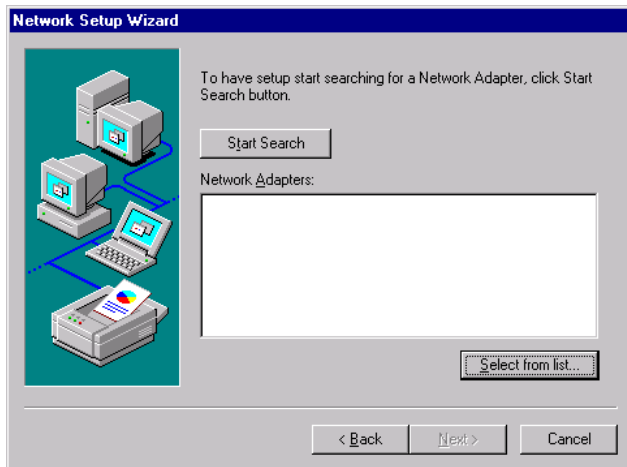 Network Setup Wizard
To have setup start searching for a Network Adapter, click Start
Search button.
Start Search
Network Adapters:
Select from list...
< Back
Next >
Cancel